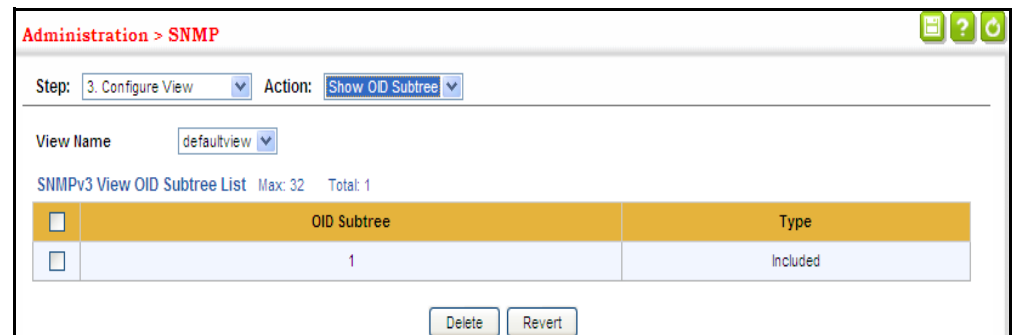 Administration > SNMP
Step: 3. Configure View Action: Show OID Subtree
View Name defaultview
SNMPv3 View OID Subtree List Max: 32 Total: 1
OID Subtree Type
1 Included
Delete Revert